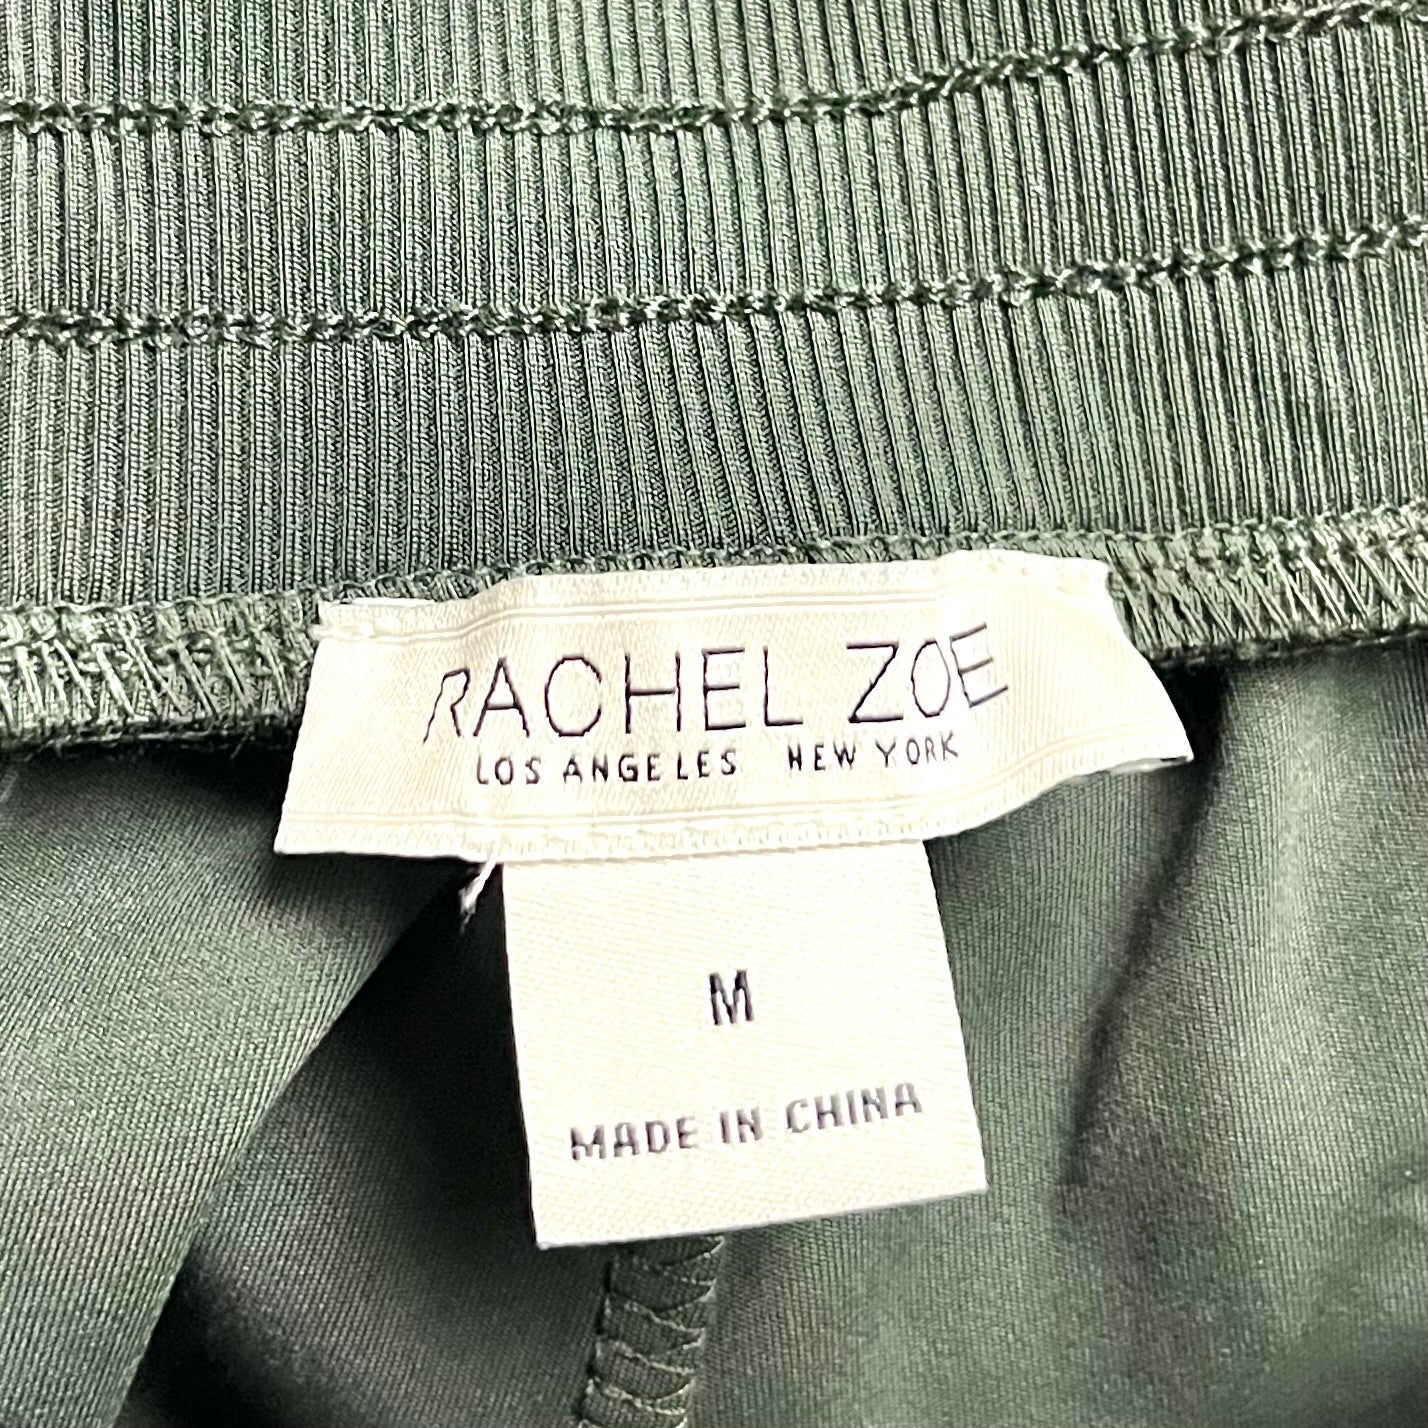 RACHEL ZOE
LOS ANGELES NEW YORK
M
MADE IN CHINA